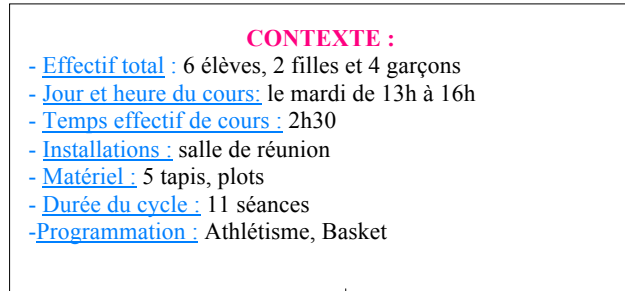 CONTEXTE :
- Effectif total : 6 élèves, 2 filles et 4 garçons
- Jour et heure du cours: le mardi de 13h à 16h
- Temps effectif de cours : 2h30
- Installations : salle de réunion
- Matériel : 5 tapis, plots
- Durée du cycle : 11 séances
-Programmation : Athlétisme, Basket